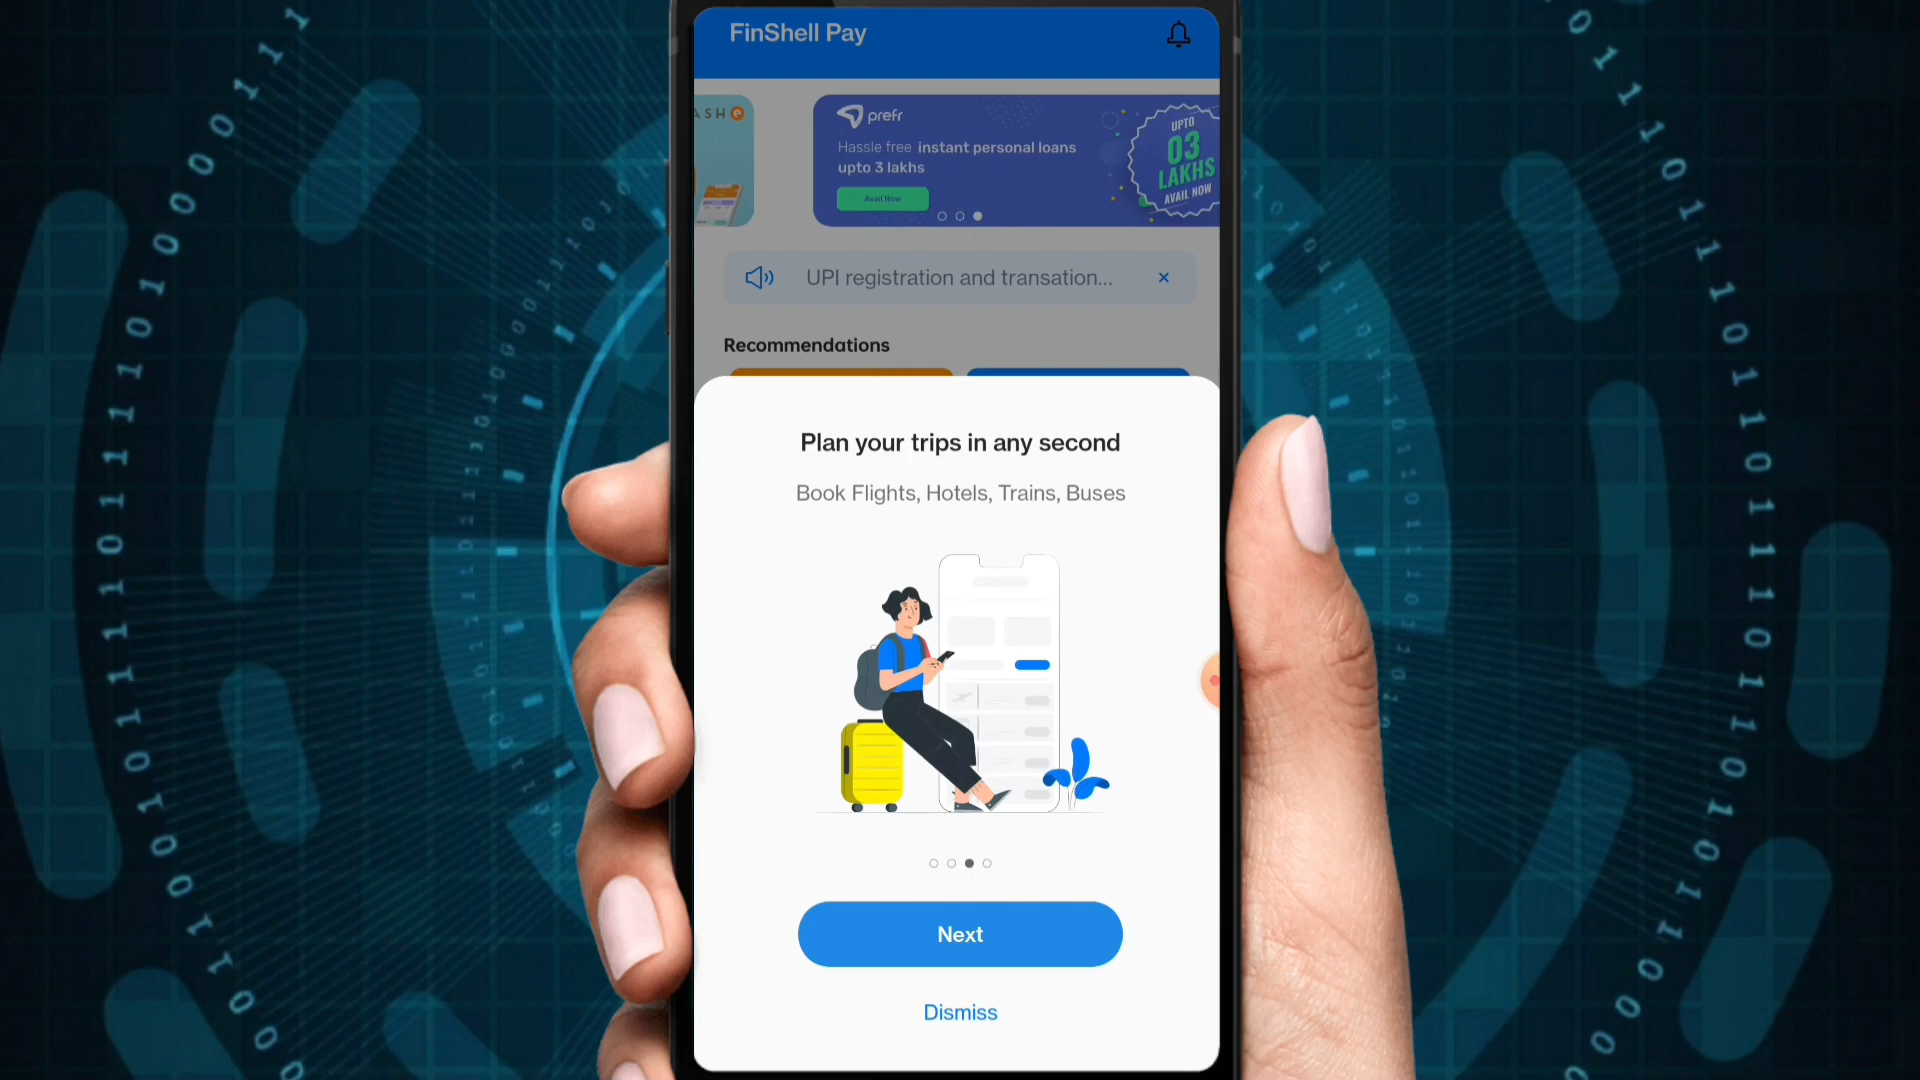 FinShell Pay
ASHe
prefr
Hassle free instant personal loans
upto 3 lakhs
Avail Now
UPTO
03
LAKHS
AVAIL NOW
UPI registration and transation...
Recommendations
Plan your trips in any second
Book Flights, Hotels, Trains, Buses
Next
Dismiss